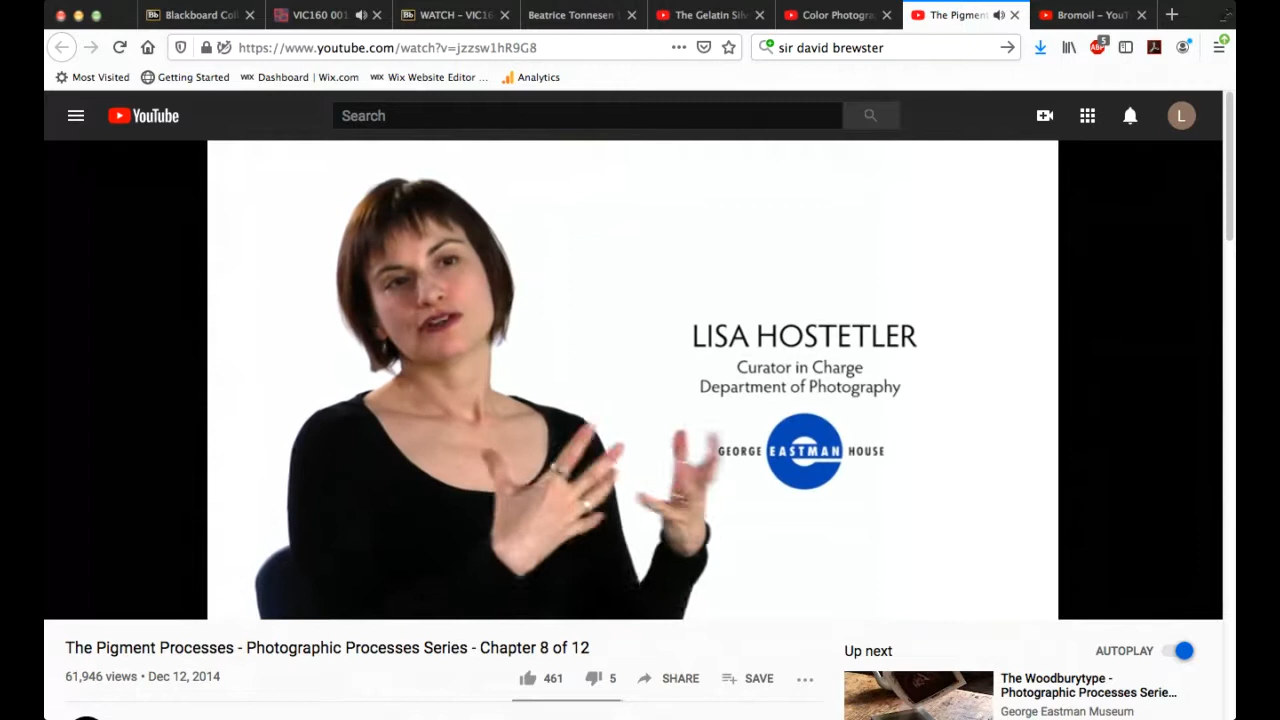 Blackboard Col
VIC160 001
WATCH – VIC16
Beatrice Tonnesen
The Gelatin Silv
Color Photogra
The Pigment
Bromoil – YouT
https://www.youtube.com/watch?v=jzzsw1hR9G8
sir david brewster
5
Most Visited
Getting Started
WIX Dashboard | Wix.com
WIX Wix Website Editor ...
Analytics
YouTube
Search
L
LISA HOSTETLER
Curator in Charge
Department of Photography
GEORGE EASTMAN HOUSE
The Pigment Processes - Photographic Processes Series - Chapter 8 of 12
61,946 views • Dec 12, 2014
461
5
SHARE
SAVE
Up next
AUTOPLAY
The Woodburytype -
Photographic Processes Serie...
George Eastman Museum